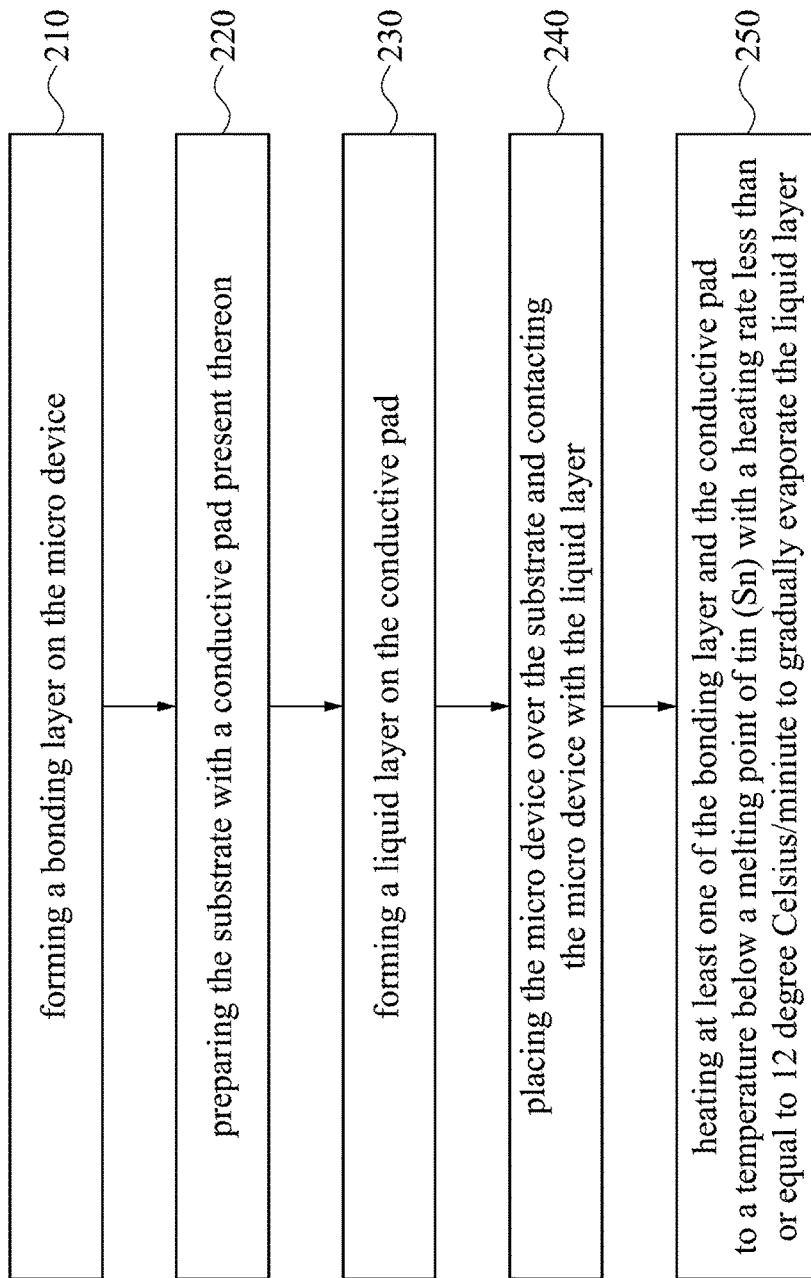 210
forming a bonding layer on the micro device
220
preparing the substrate with a conductive pad present thereon
230
forming a liquid layer on the conductive pad
240
placing the micro device over the substrate and contacting
the micro device with the liquid layer
250
heating at least one of the bonding layer and the conductive pad
to a temperature below a melting point of tin (Sn) with a heating rate less than
or equal to 12 degree Celsius/miniute to gradually evaporate the liquid layer